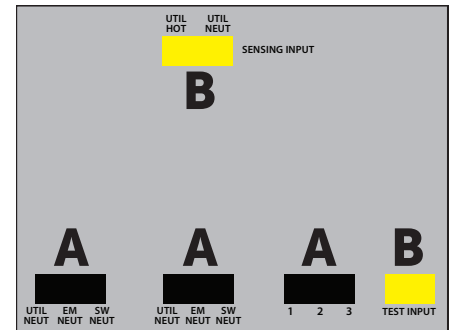 UTIL HOT UTIL NEUT
SENSING INPUT
B
A A A B
UTIL NEUT EM NEUT SW NEUT UTIL NEUT EM NEUT SW NEUT 1 2 3 TEST INPUT